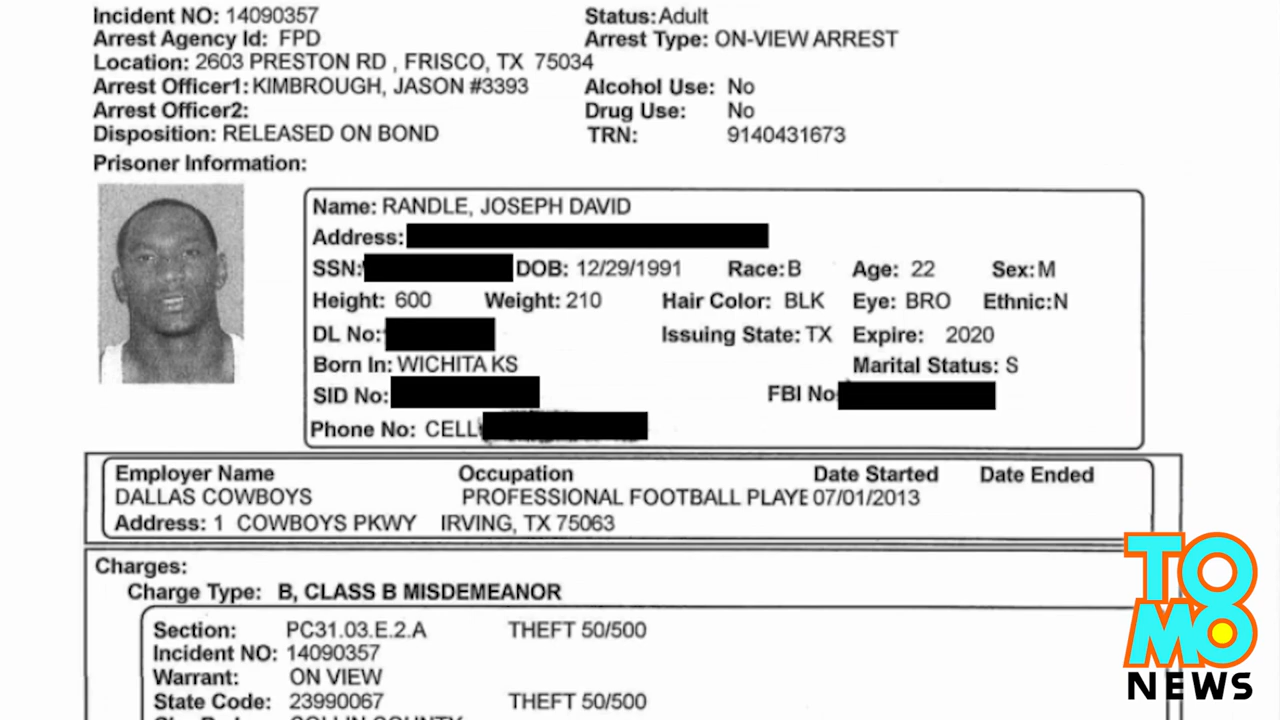 Incident NO: 14090357 Status: Adult
Arrest Agency Id: FPD Arrest Type: ON-VIEW ARREST
Location: 2603 PRESTON RD , FRISCO, TX 75034
Arrest Officer1: KIMBROUGH, JASON #3393 Alcohol Use: No
Arrest Officer2: Drug Use: No
Disposition: RELEASED ON BOND TRN: 9140431673
Prisoner Information:
Name: RANDLE, JOSEPH DAVID
Address:
SSN: DOB: 12/29/1991 Race: B Age: 22 Sex: M
Height: 600 Weight: 210 Hair Color: BLK Eye: BRO Ethnic: N
DL No: Issuing State: TX Expire: 2020
Born In: WICHITA KS Marital Status: S
SID No: FBI No
Phone No: CELL
Employer Name Occupation Date Started Date Ended
DALLAS COWBOYS PROFESSIONAL FOOTBALL PLAYE 07/01/2013
Address: 1 COWBOYS PKWY IRVING, TX 75063
Charges:
Charge Type: B, CLASS B MISDEMEANOR
Section: PC31.03.E.2.A THEFT 50/500
Incident NO: 14090357
Warrant: ON VIEW
State Code: 23990067 THEFT 50/500
COLLIN COUNTY
TOMO
NEWS